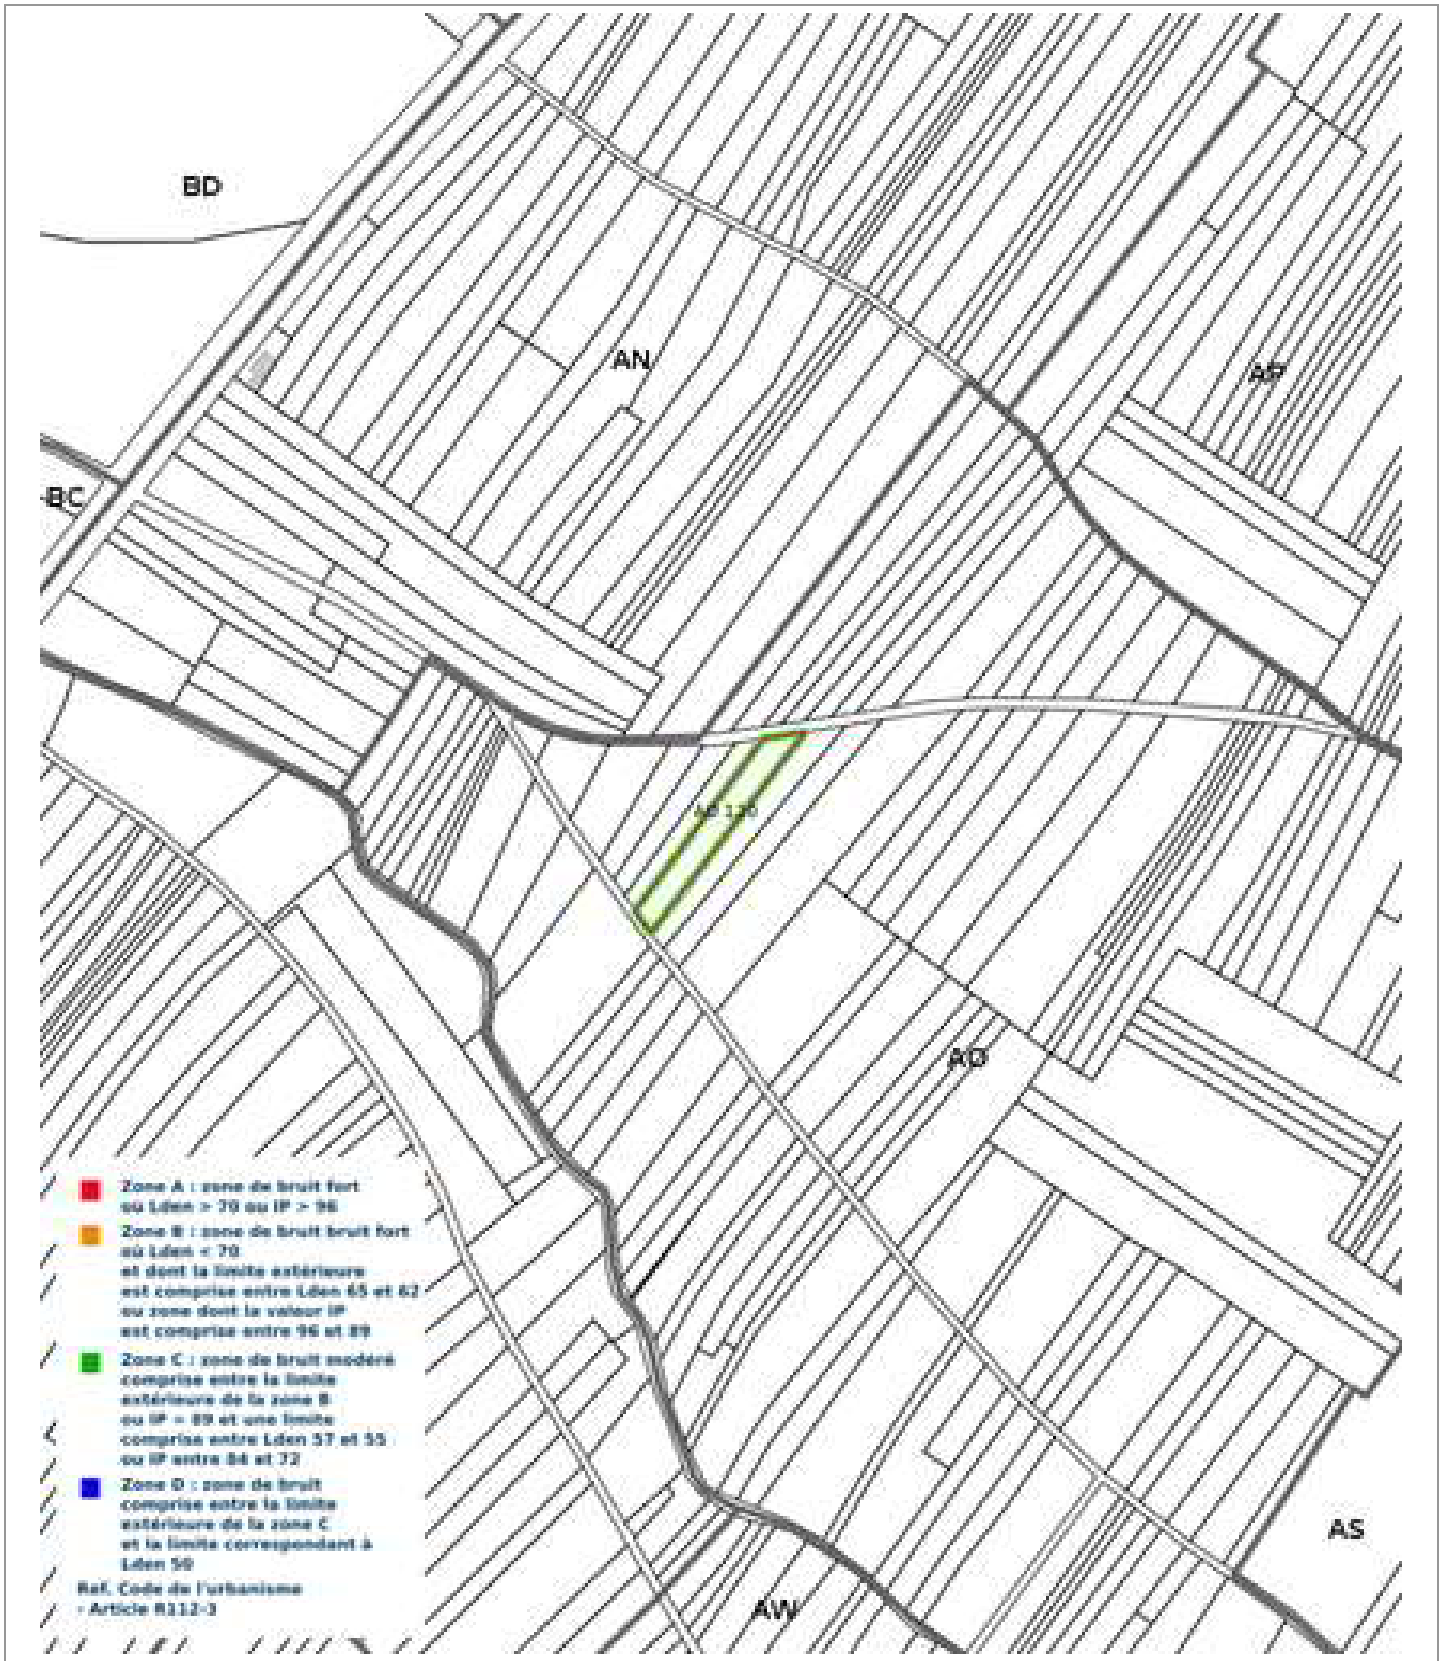 BD
AN
AP
BC
AO
Zone A : zone de bruit fort
ou Lden > 70 ou IP > 96
Zone B : zone de bruit bruit fort
où Lden < 70
et dont la limite extérieure
est comprise entre Lden 65 et 62
ou zone dont la valeur IP
est comprise entre 96 et 89
Zone C : zone de bruit modéré
comprise entre la limite
extérieure de la zone B
ou IP = 89 et une limite
comprise entre Lden 57 et 55
ou IP entre 84 et 72
Zone D : zone de bruit
comprise entre la limite
extérieure de la zone C
et la limite correspondant à
Lden 50
Ref. Code de l'urbanisme
- Article R112-3
AS
AW